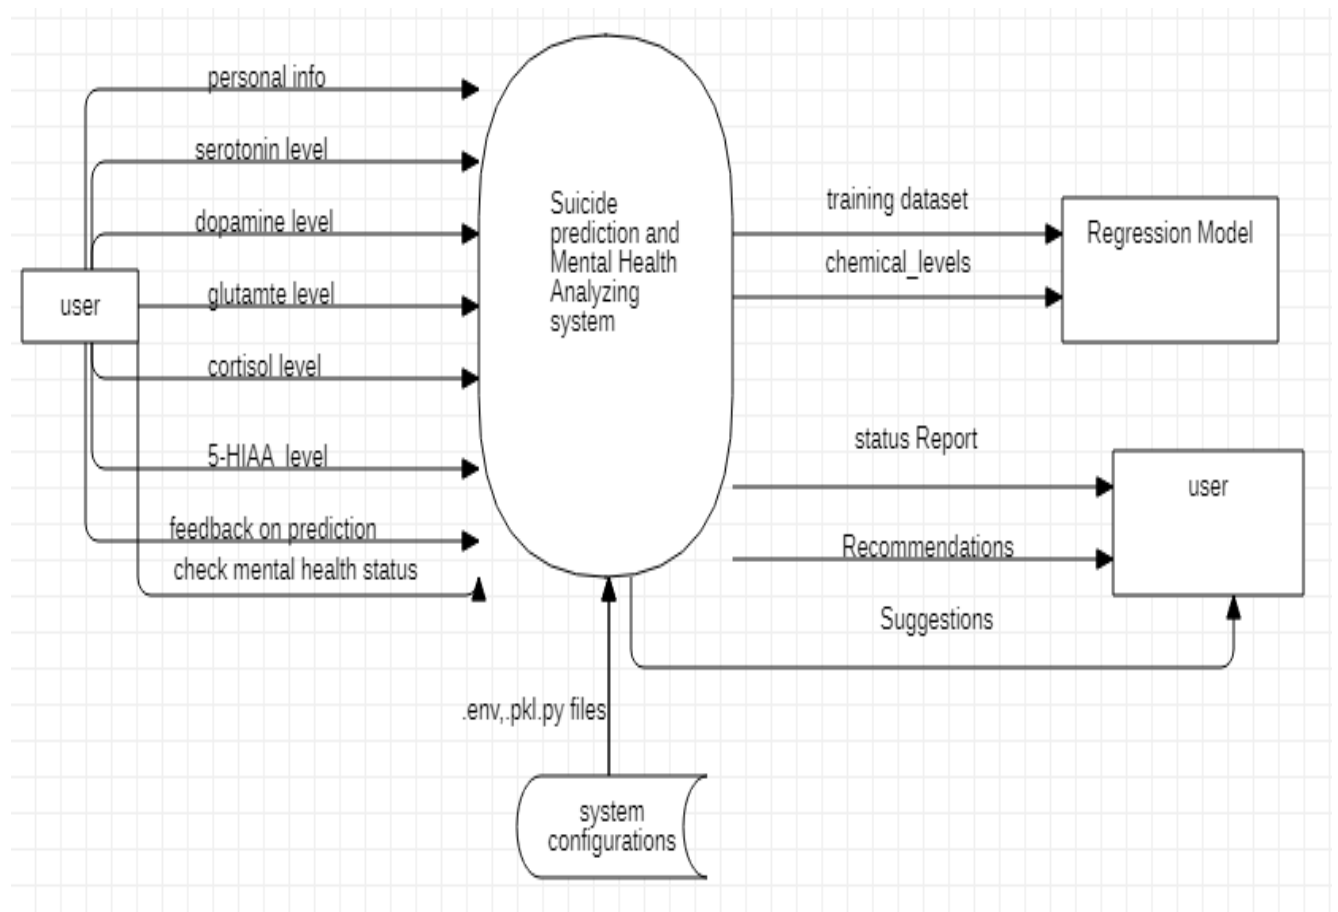 personal info
serotonin level
dopamine level
user
glutamte level
cortisol level
5-HIAA level
feedback on prediction
check mental health status
Suicide
prediction and
Mental Health
Analyzing
system
training dataset
chemical_levels
Regression Model
status Report
Recommendations
Suggestions
user
.env,.pkl.py files
system
configurations